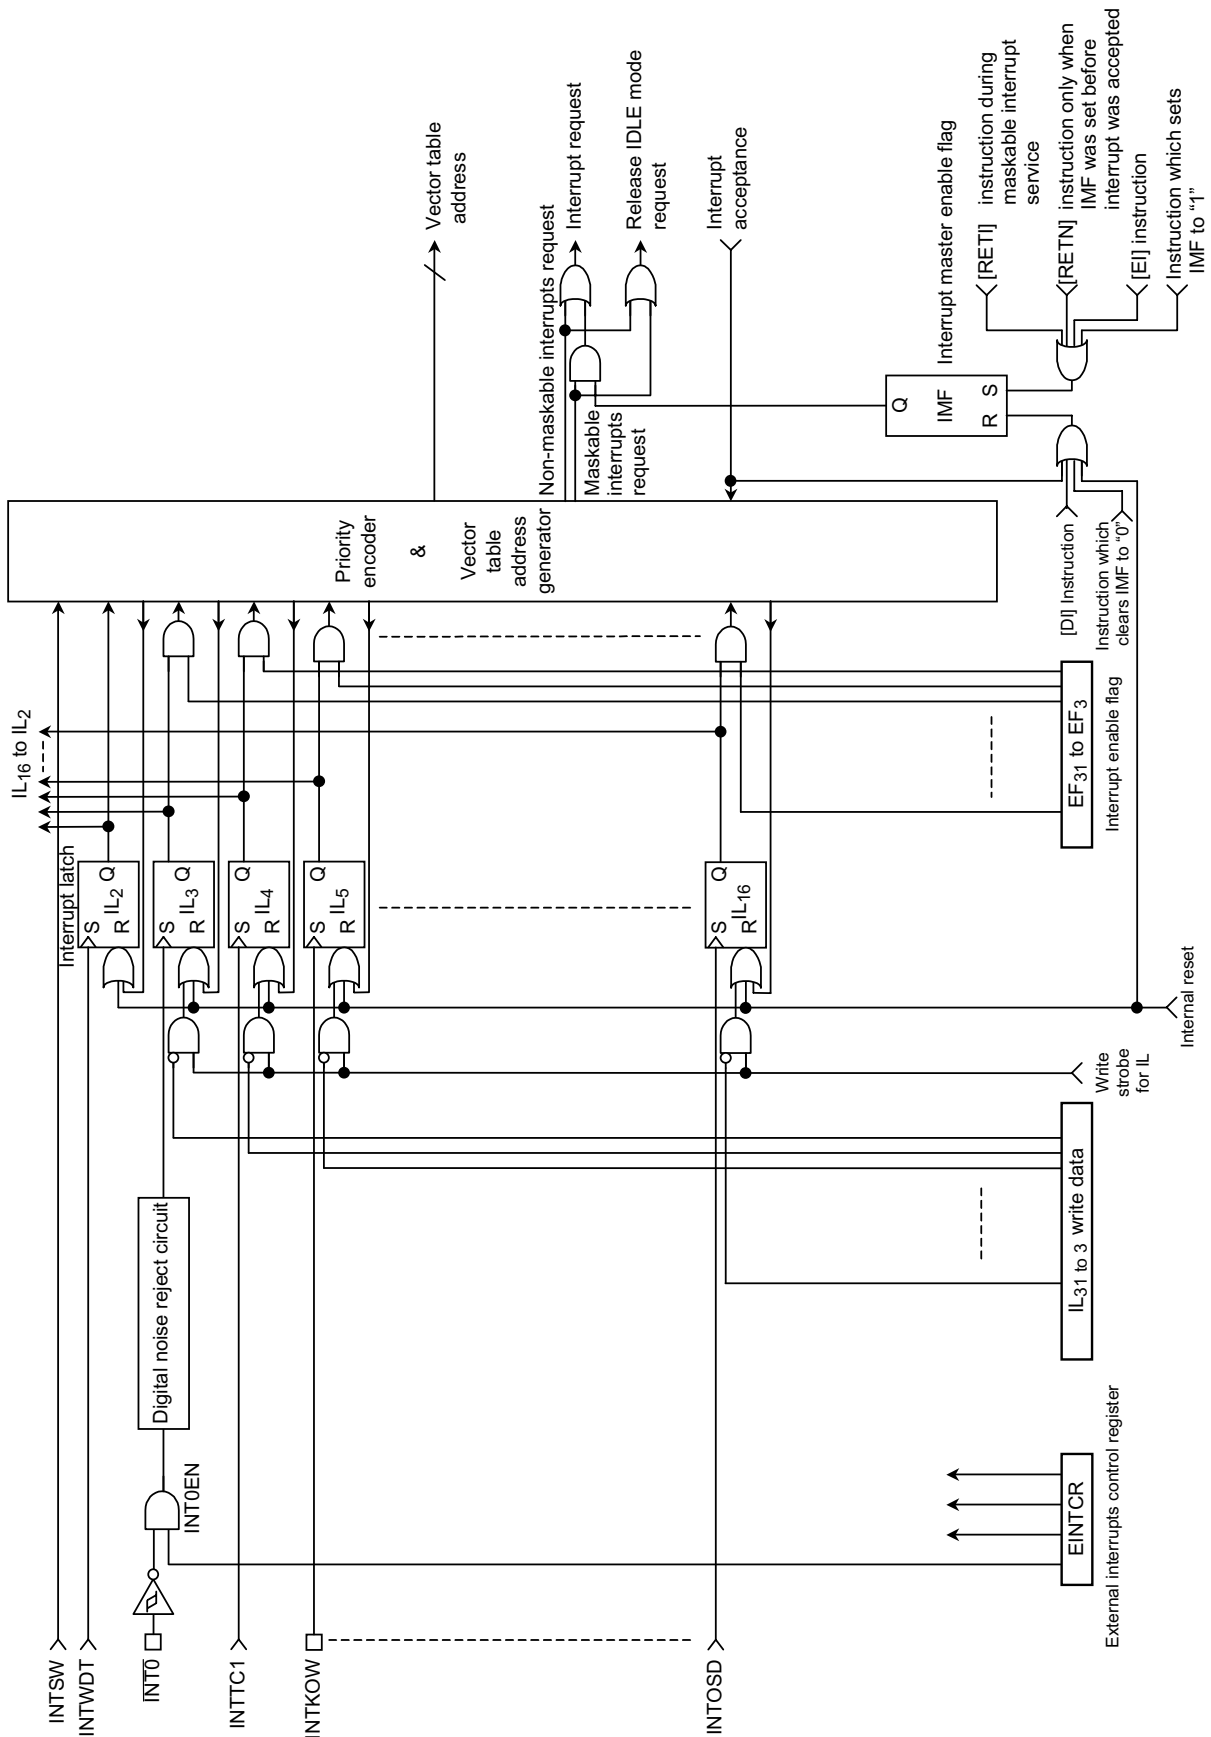 INTSW
INTWDT
INT0
INTTC1
INTKOW
INTOSD
INT0EN
Digital noise reject circuit
EINTCR
External interrupts control register
IL31 to 3 write data
Write
strobe
for IL
Internal reset
Interrupt latch
S
Q
IL2
R
S
Q
IL3
R
S
Q
IL4
R
S
Q
IL5
R
S
Q
IL16
R
IL16 to IL2
EF31 to EF3
Interrupt enable flag
Priority
encoder
&
Vector
table
address
generator
Vector table
address
Non-maskable interrupts request
Maskable
interrupts
request
Interrupt request
Release IDLE mode
request
Interrupt
acceptance
[DI] Instruction
Instruction which
clears IMF to “0”
Q
IMF
R S
Interrupt master enable flag
[RETI] instruction during
maskable interrupt
service
[RETN] instruction only when
IMF was set before
interrupt was accepted
[EI] instruction
Instruction which sets
IMF to “1”